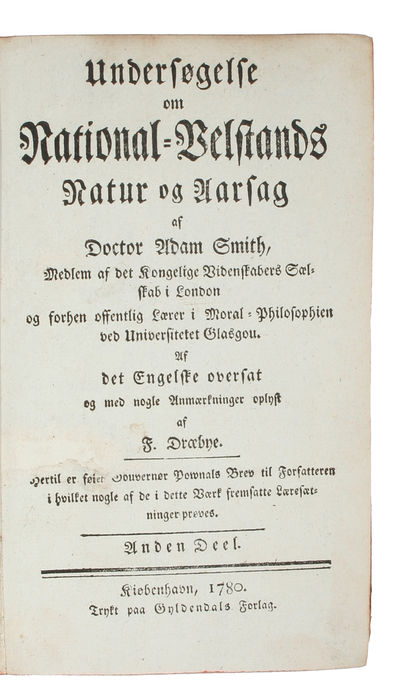 Undersøgelse
om
National-Velstands
Natur og Aarsag
af
Doctor Adam Smith,
Medlem af det Kongelige Videnskabers Sæl-
skab i London
og forhen offentlig Lærer i Moral-Philosophien
ved Universitetet Glasgou.
Af
det Engelske oversat
og med nogle Anmærkninger oplyst
af
F. Dræbye.
Hertil er føiet Gouvernør Pownals Brev til Forfatteren
i hvilket nogle af de i dette Værk fremsatte Læresæt-
ninger prøves.
Anden Deel.
Kiøbenhavn, 1780.
Trykt paa Gyldendals Forlag.